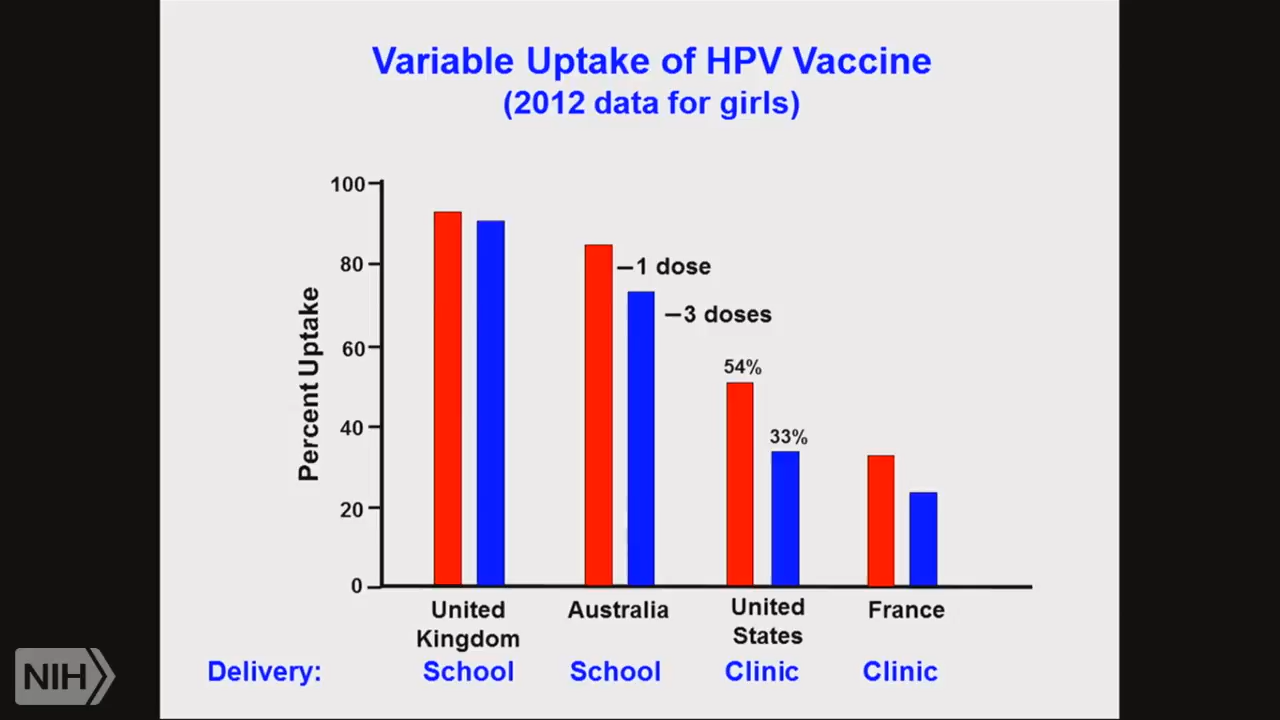 Variable Uptake of HPV Vaccine
(2012 data for girls)
100
80
60
40
20
0
Percent Uptake
–1 dose
–3 doses
54%
33%
United Kingdom
Australia
United States
France
Delivery: School School Clinic Clinic
NIH